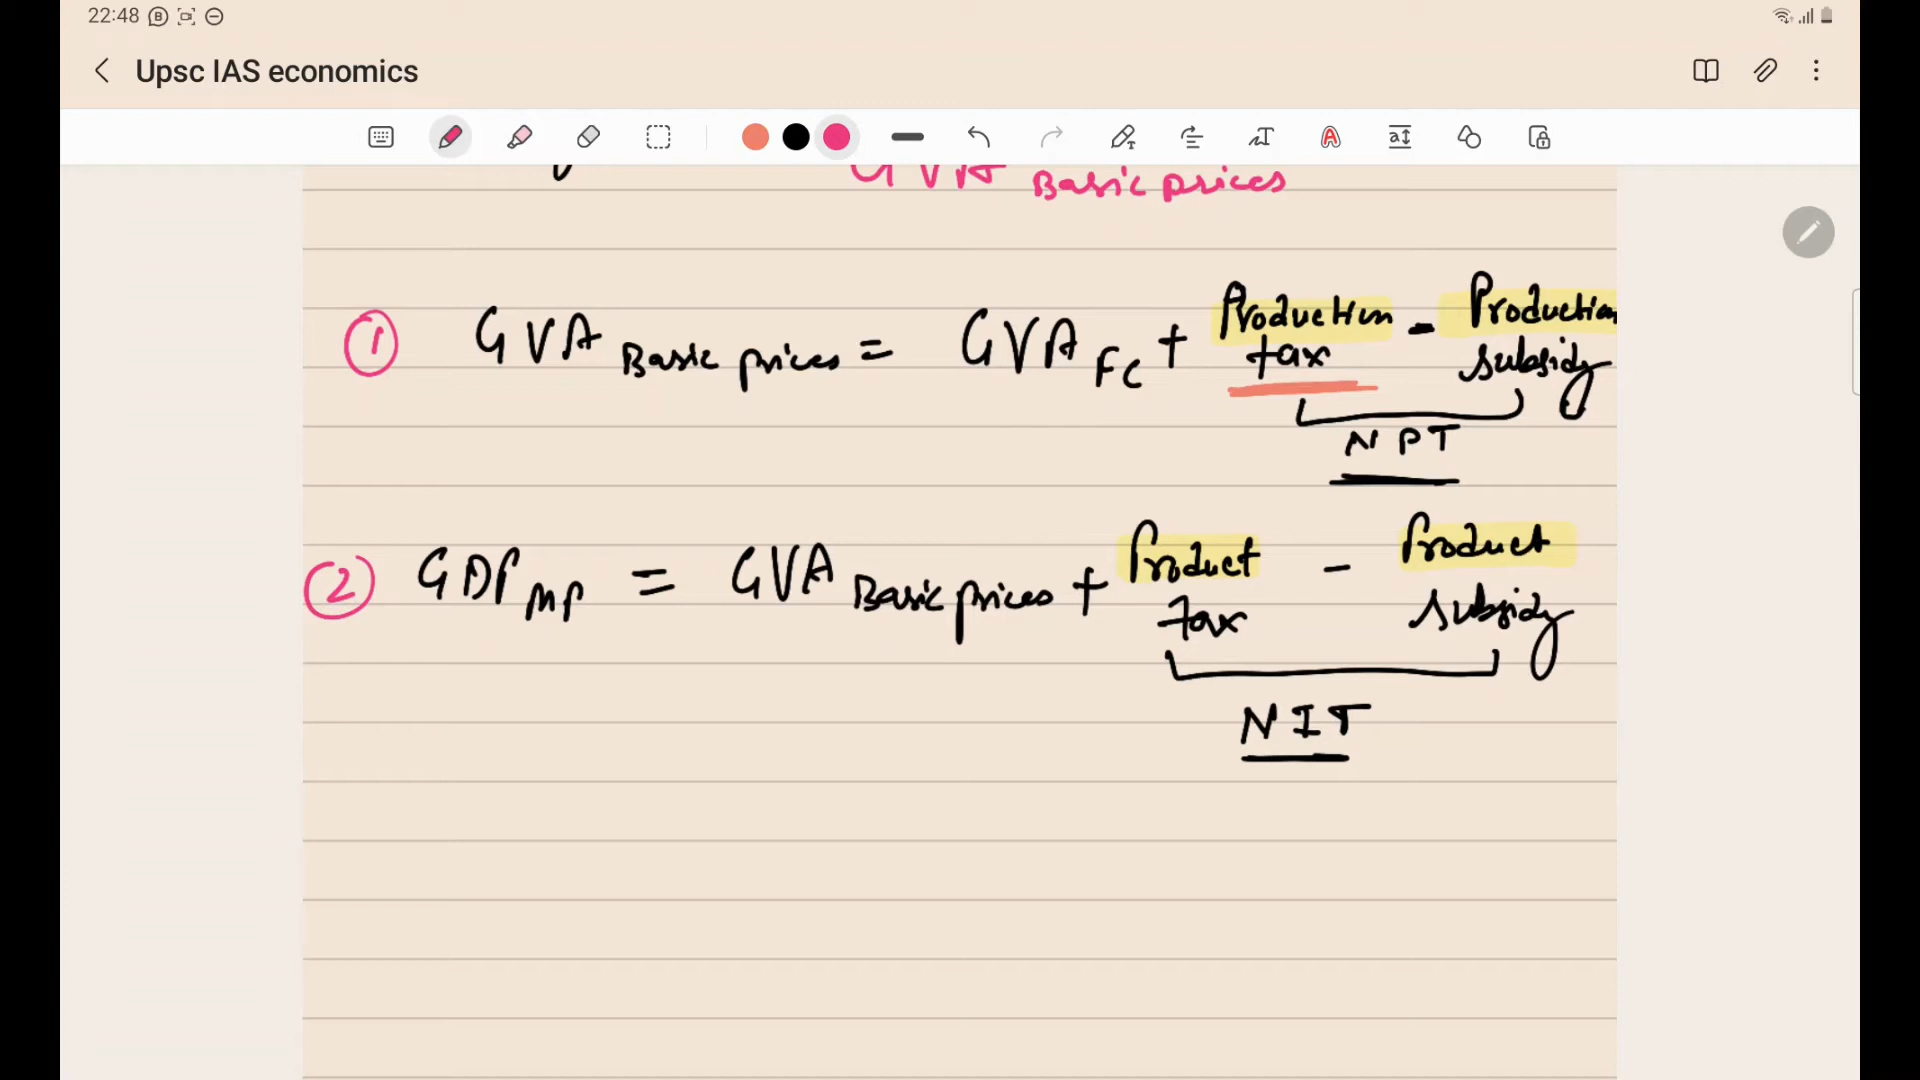 22:48
Upsc IAS economics
GVA Basic prices
① GVA Basic prices = GVA FC + Production tax - Production subsidy
NPT
② GDP MP = GVA Basic prices + Product tax - Product subsidy
NIT